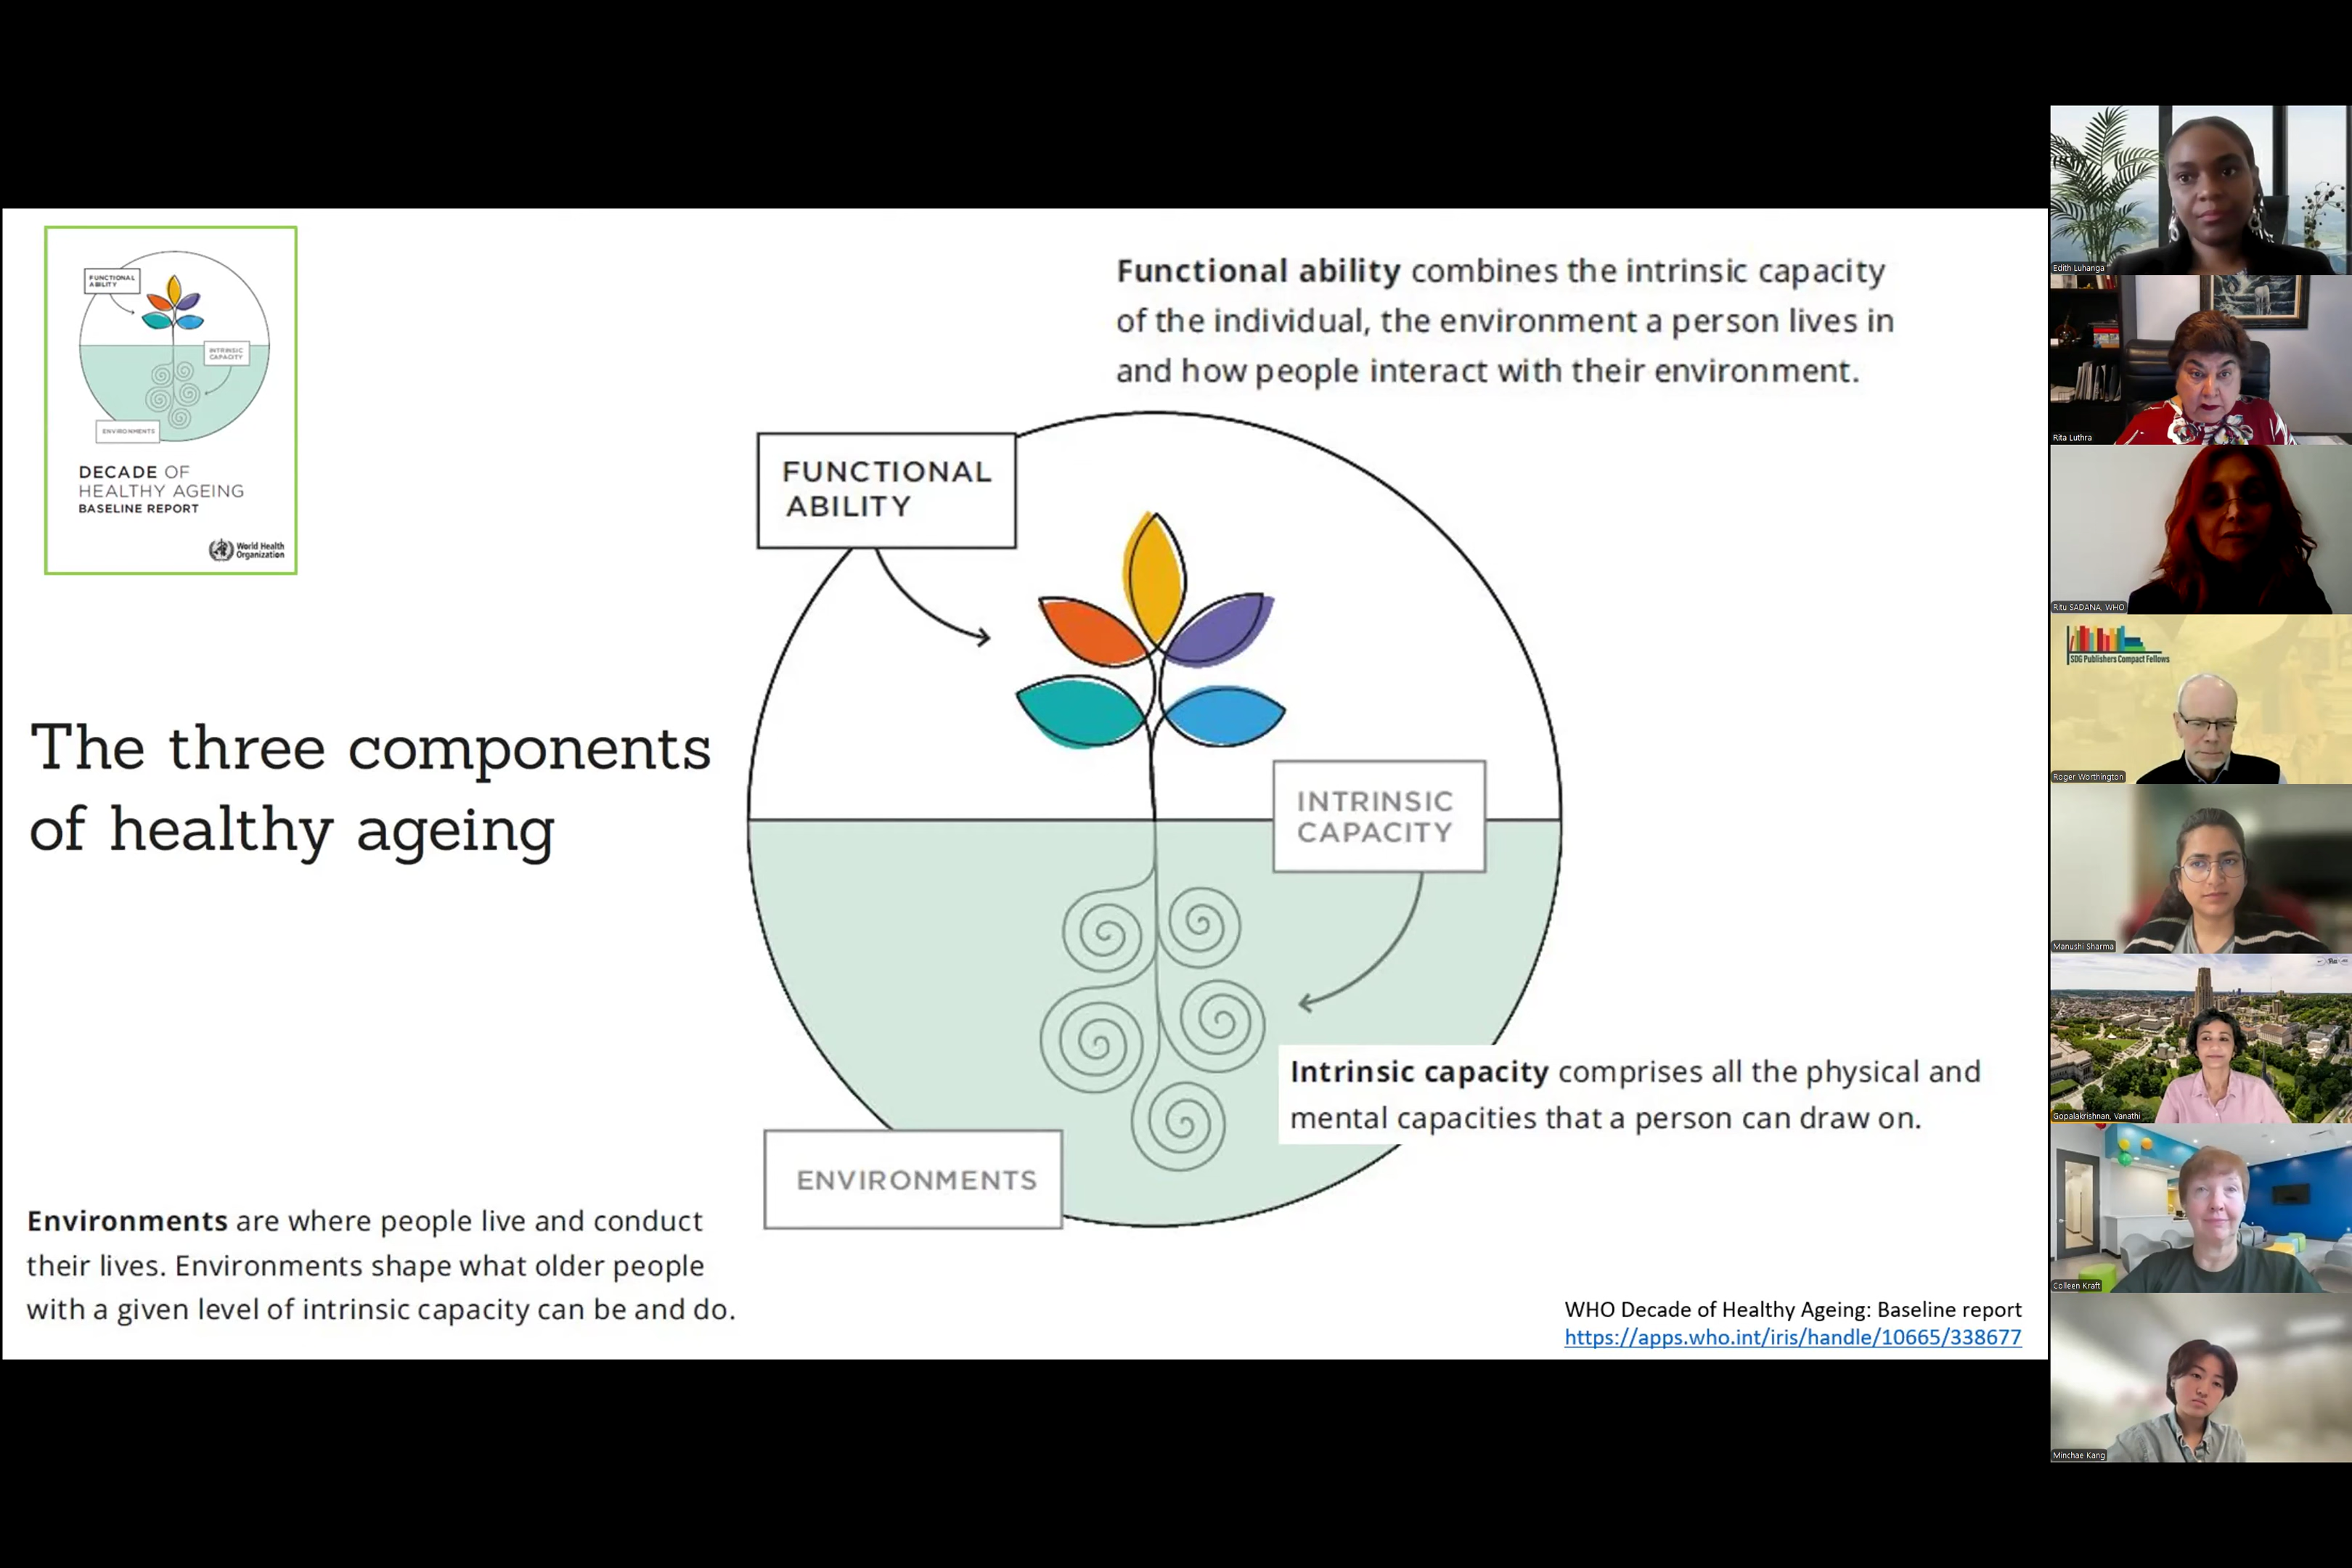 FUNCTIONAL
ABILITY
INTRINSIC
CAPACITY
ENVIRONMENTS
DECADE OF
HEALTHY AGEING
BASELINE REPORT
World Health
Organization
The three components
of healthy ageing
Functional ability combines the intrinsic capacity
of the individual, the environment a person lives in
and how people interact with their environment.
FUNCTIONAL
ABILITY
INTRINSIC
CAPACITY
Intrinsic capacity comprises all the physical and
mental capacities that a person can draw on.
ENVIRONMENTS
Environments are where people live and conduct
their lives. Environments shape what older people
with a given level of intrinsic capacity can be and do.
WHO Decade of Healthy Ageing: Baseline report
https://apps.who.int/iris/handle/10665/338677
Edith Luhanga
Rita Luthra
Ritu SADANA, WHO
SDG Publishers Compact Fellows
Roger Worthington
Manushi Sharma
Gopalakrishnan, Vanathi
Colleen Kraft
Minchae Kang